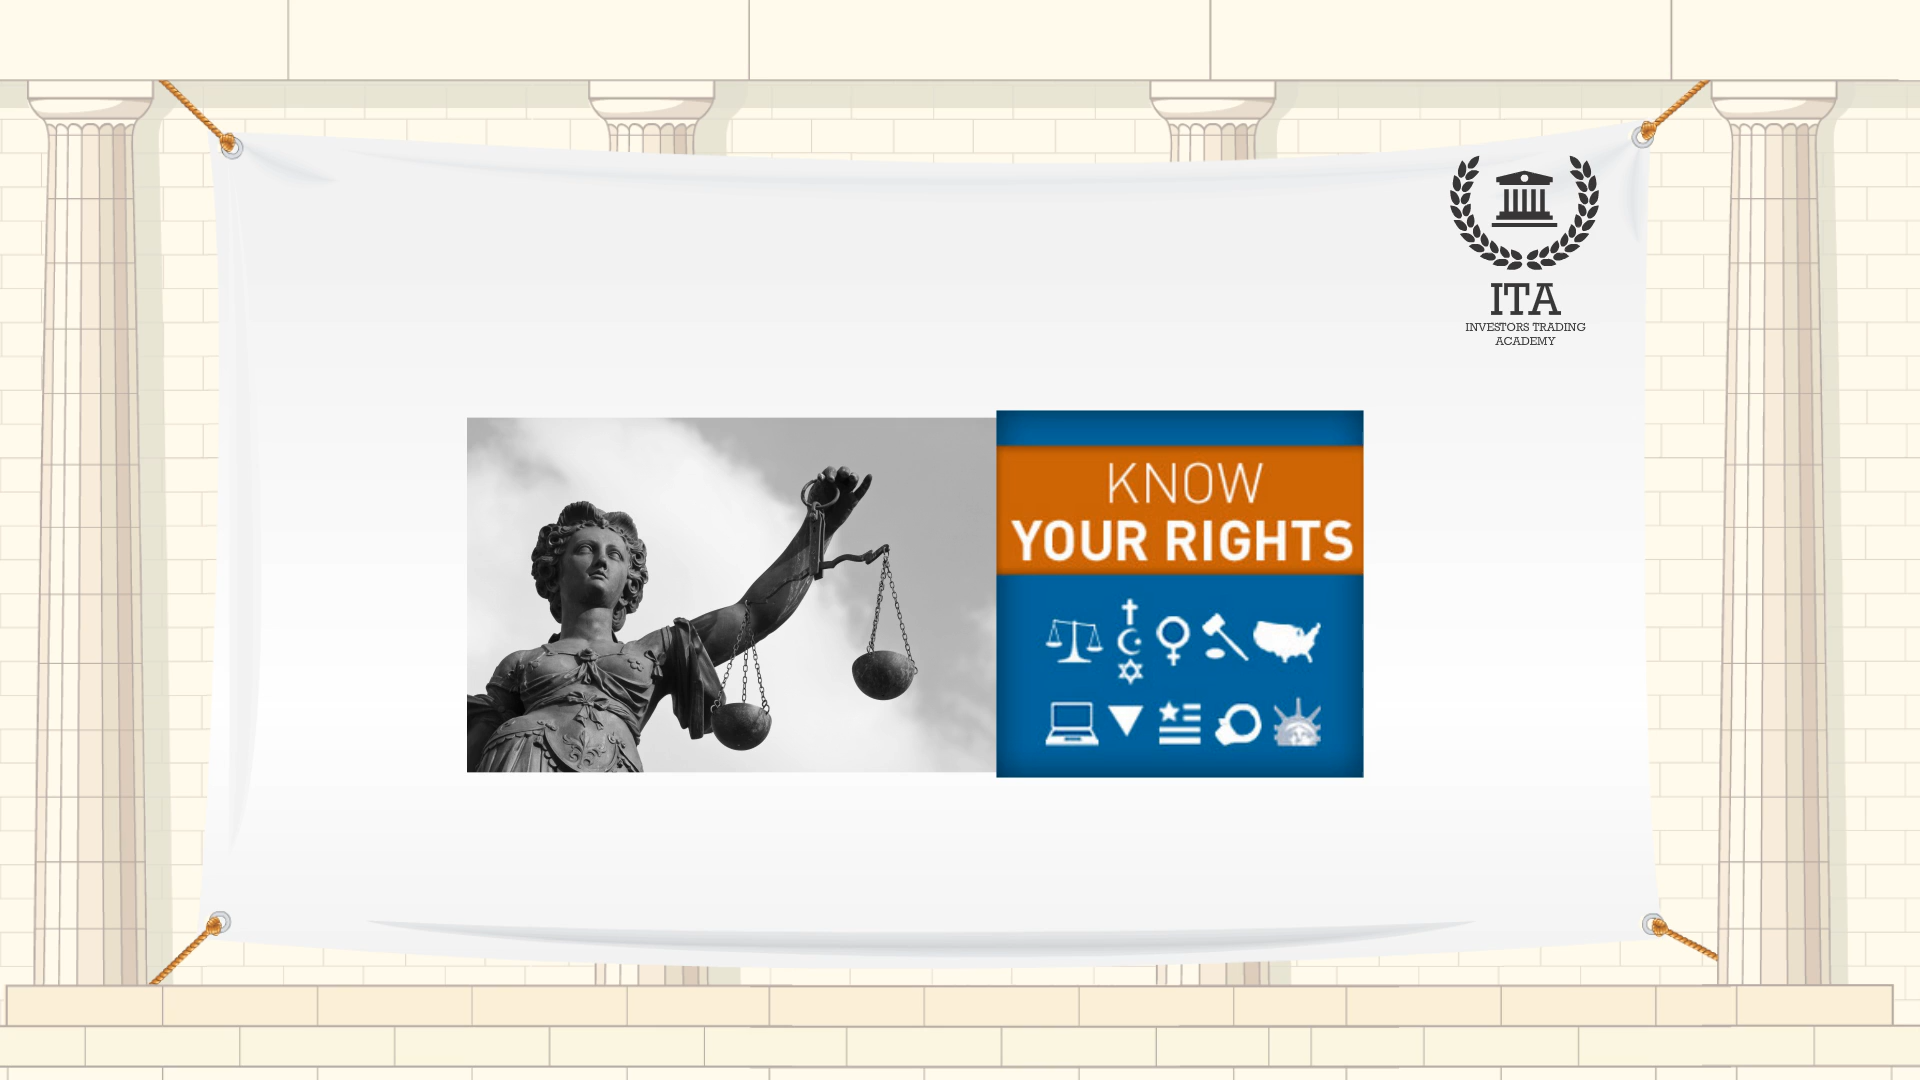 ITA
INVESTORS TRADING
ACADEMY
KNOW
YOUR RIGHTS